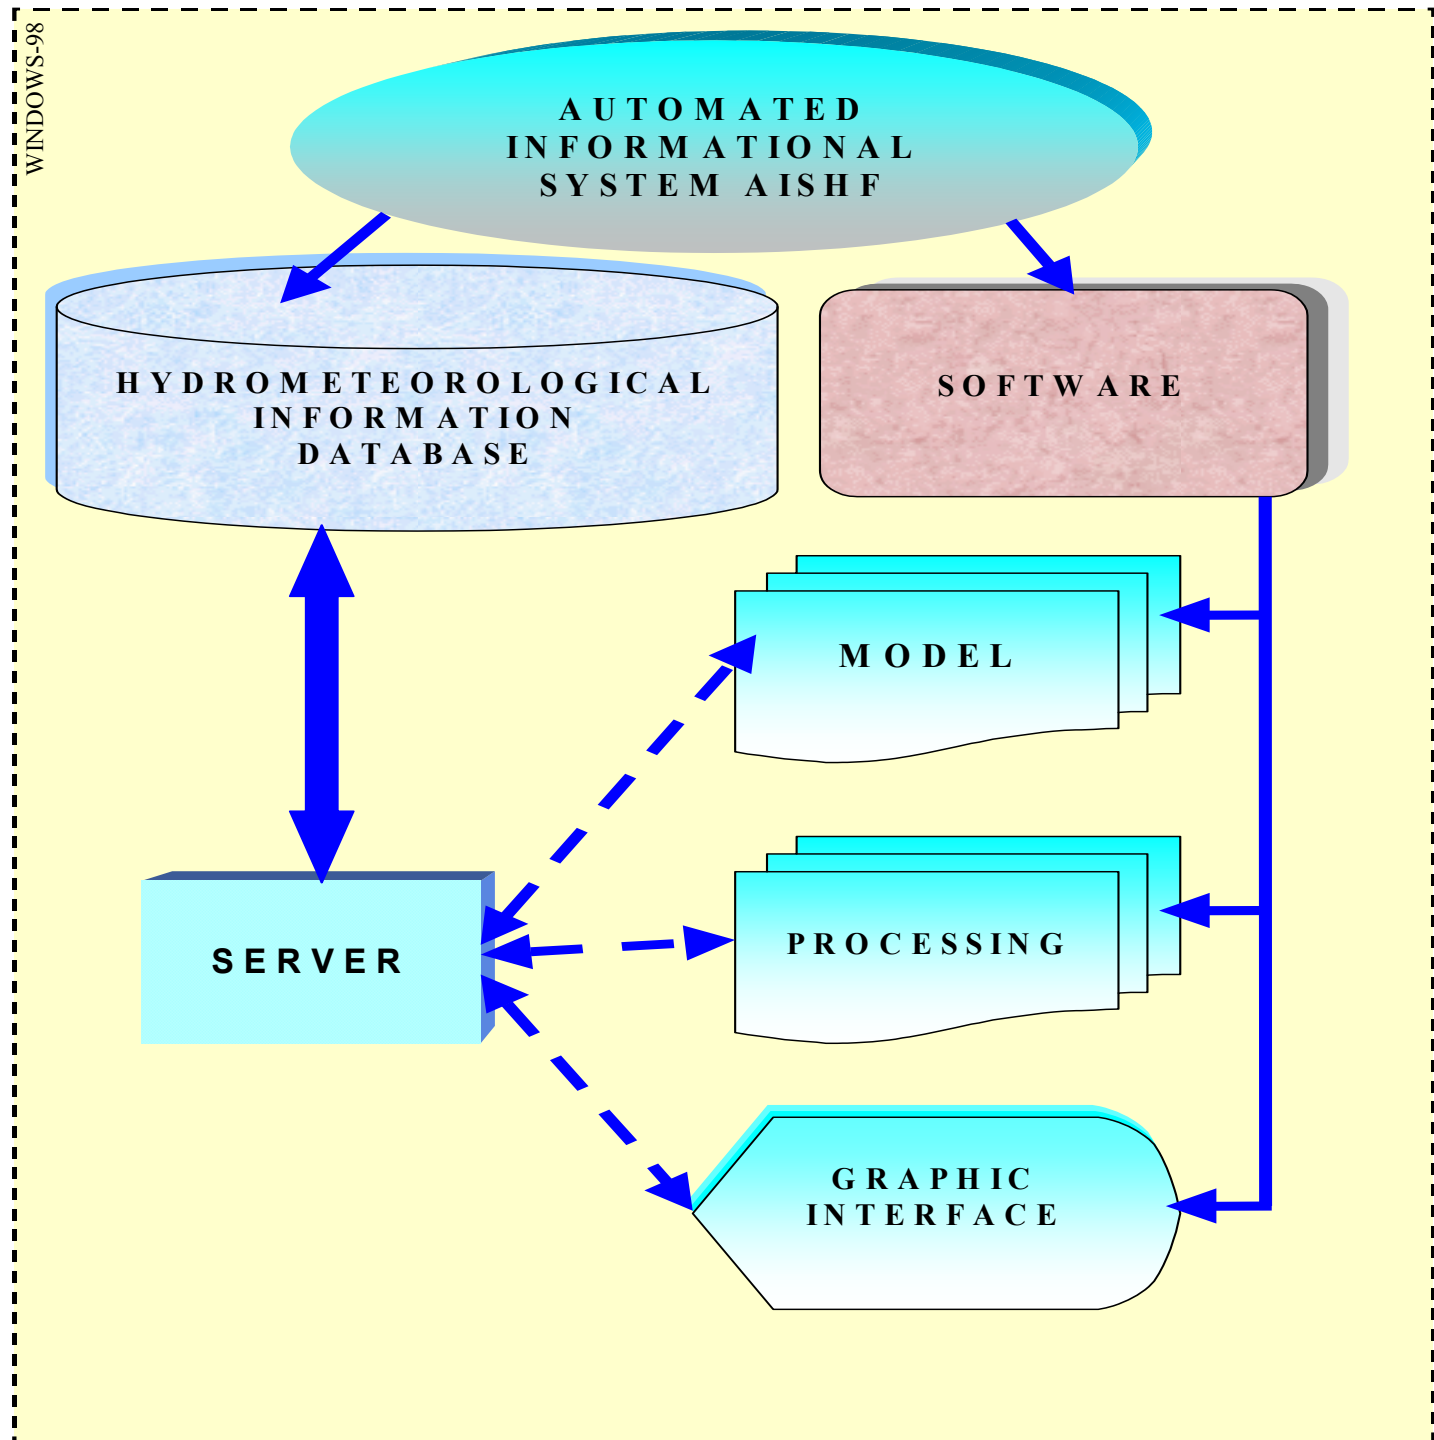 WINDOWS-98
AUTOMATED
INFORMATIONAL
SYSTEM AISHF
HYDROMETEOROLOGICAL
INFORMATION
DATABASE
SOFTWARE
MODEL
SERVER
PROCESSING
GRAPHIC
INTERFACE